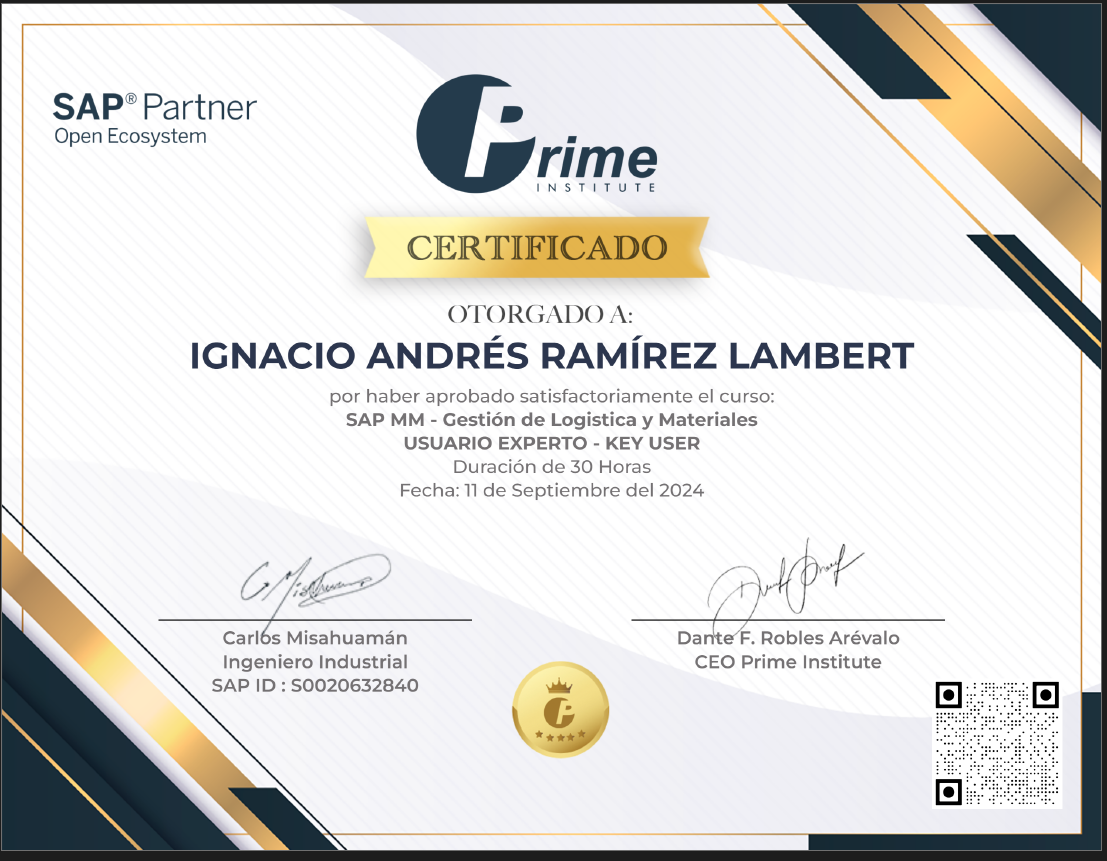 SAP® Partner
Open Ecosystem
Prime
INSTITUTE
CERTIFICADO
OTORGADO A:
IGNACIO ANDRÉS RAMÍREZ LAMBERT
por haber aprobado satisfactoriamente el curso:
SAP MM - Gestión de Logistica y Materiales
USUARIO EXPERTO - KEY USER
Duración de 30 Horas
Fecha: 11 de Septiembre del 2024
Carlos Misahuamán
Ingeniero Industrial
SAP ID : S0020632840
Dante F. Robles Arévalo
CEO Prime Institute